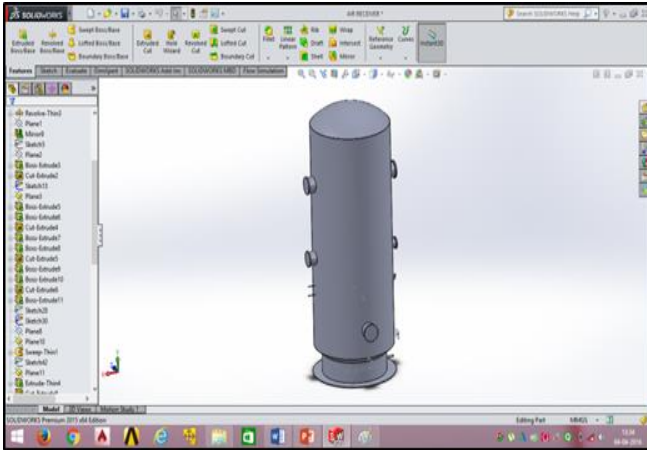 SOLIDWORKS
AIR RECEIVER *
Search SOLIDWORKS Help
Extruded Boss/Base
Revolved Boss/Base
Swept Boss/Base
Lofted Boss/Base
Boundary Boss/Base
Extruded Cut
Hole Wizard
Revolved Cut
Swept Cut
Lofted Cut
Boundary Cut
Fillet
Linear Pattern
Rib
Draft
Shell
Wrap
Intersect
Mirror
Reference Geometry
Curves
Instant3D
Features
Sketch
Evaluate
DimXpert
SOLIDWORKS Add-Ins
SOLIDWORKS MBD
Flow Simulation
Revolve-Thin3
Plane1
Mirror8
Sketch5
Plane2
Boss-Extrude3
Cut-Extrude2
Sketch13
Plane3
Boss-Extrude5
Boss-Extrude6
Cut-Extrude4
Boss-Extrude7
Boss-Extrude8
Cut-Extrude5
Boss-Extrude9
Boss-Extrude10
Cut-Extrude6
Boss-Extrude11
Sketch28
Sketch30
Plane8
Plane10
Sweep-Thin1
Sketch42
Plane11
Extrude-Thin4
Model
3D Views
Motion Study 1
SOLIDWORKS Premium 2015 x64 Edition
Editing Part
MMGS